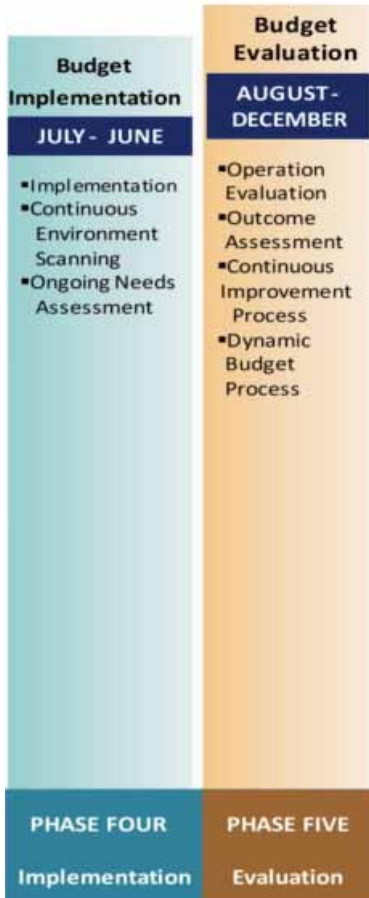 Budget
Implementation
JULY - JUNE
▪Implementation
▪Continuous
Environment
Scanning
▪Ongoing Needs
Assessment
PHASE FOUR
Implementation
Budget
Evaluation
AUGUST-
DECEMBER
▪Operation
Evaluation
▪Outcome
Assessment
▪Continuous
Improvement
Process
▪Dynamic
Budget
Process
PHASE FIVE
Evaluation